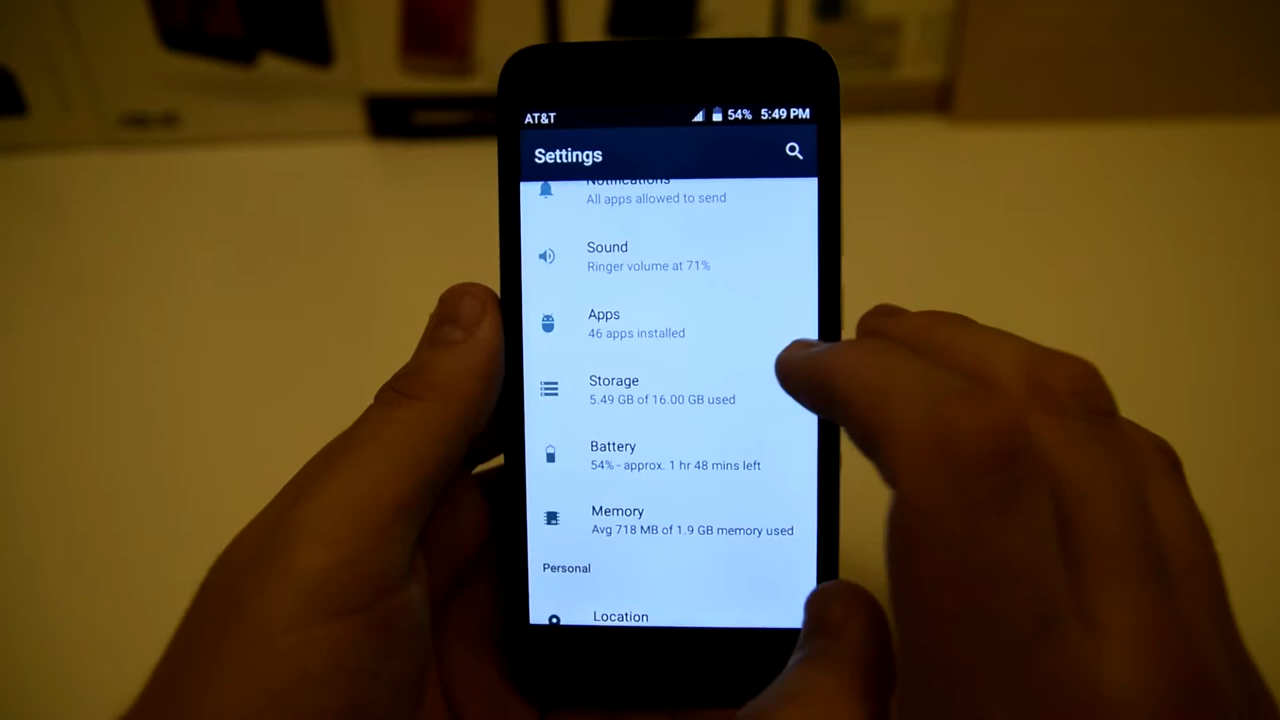 AT&T 54% 5:49 PM
Settings
Notifications
All apps allowed to send
Sound
Ringer volume at 71%
Apps
46 apps installed
Storage
5.49 GB of 16.00 GB used
Battery
54% - approx. 1 hr 48 mins left
Memory
Avg 718 MB of 1.9 GB memory used
Personal
Location